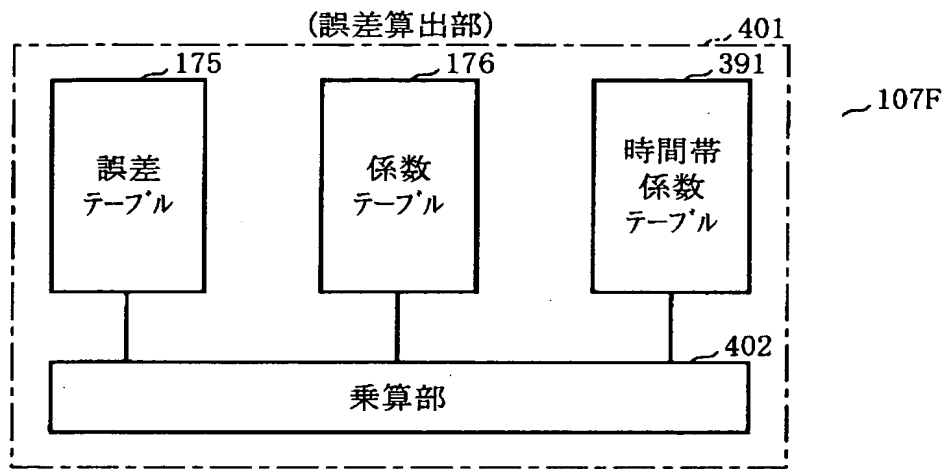 (誤差算出部)
401
175
176
391
107F
誤差
テーブル
係数
テーブル
時間帯
係数
テーブル
402
乗算部